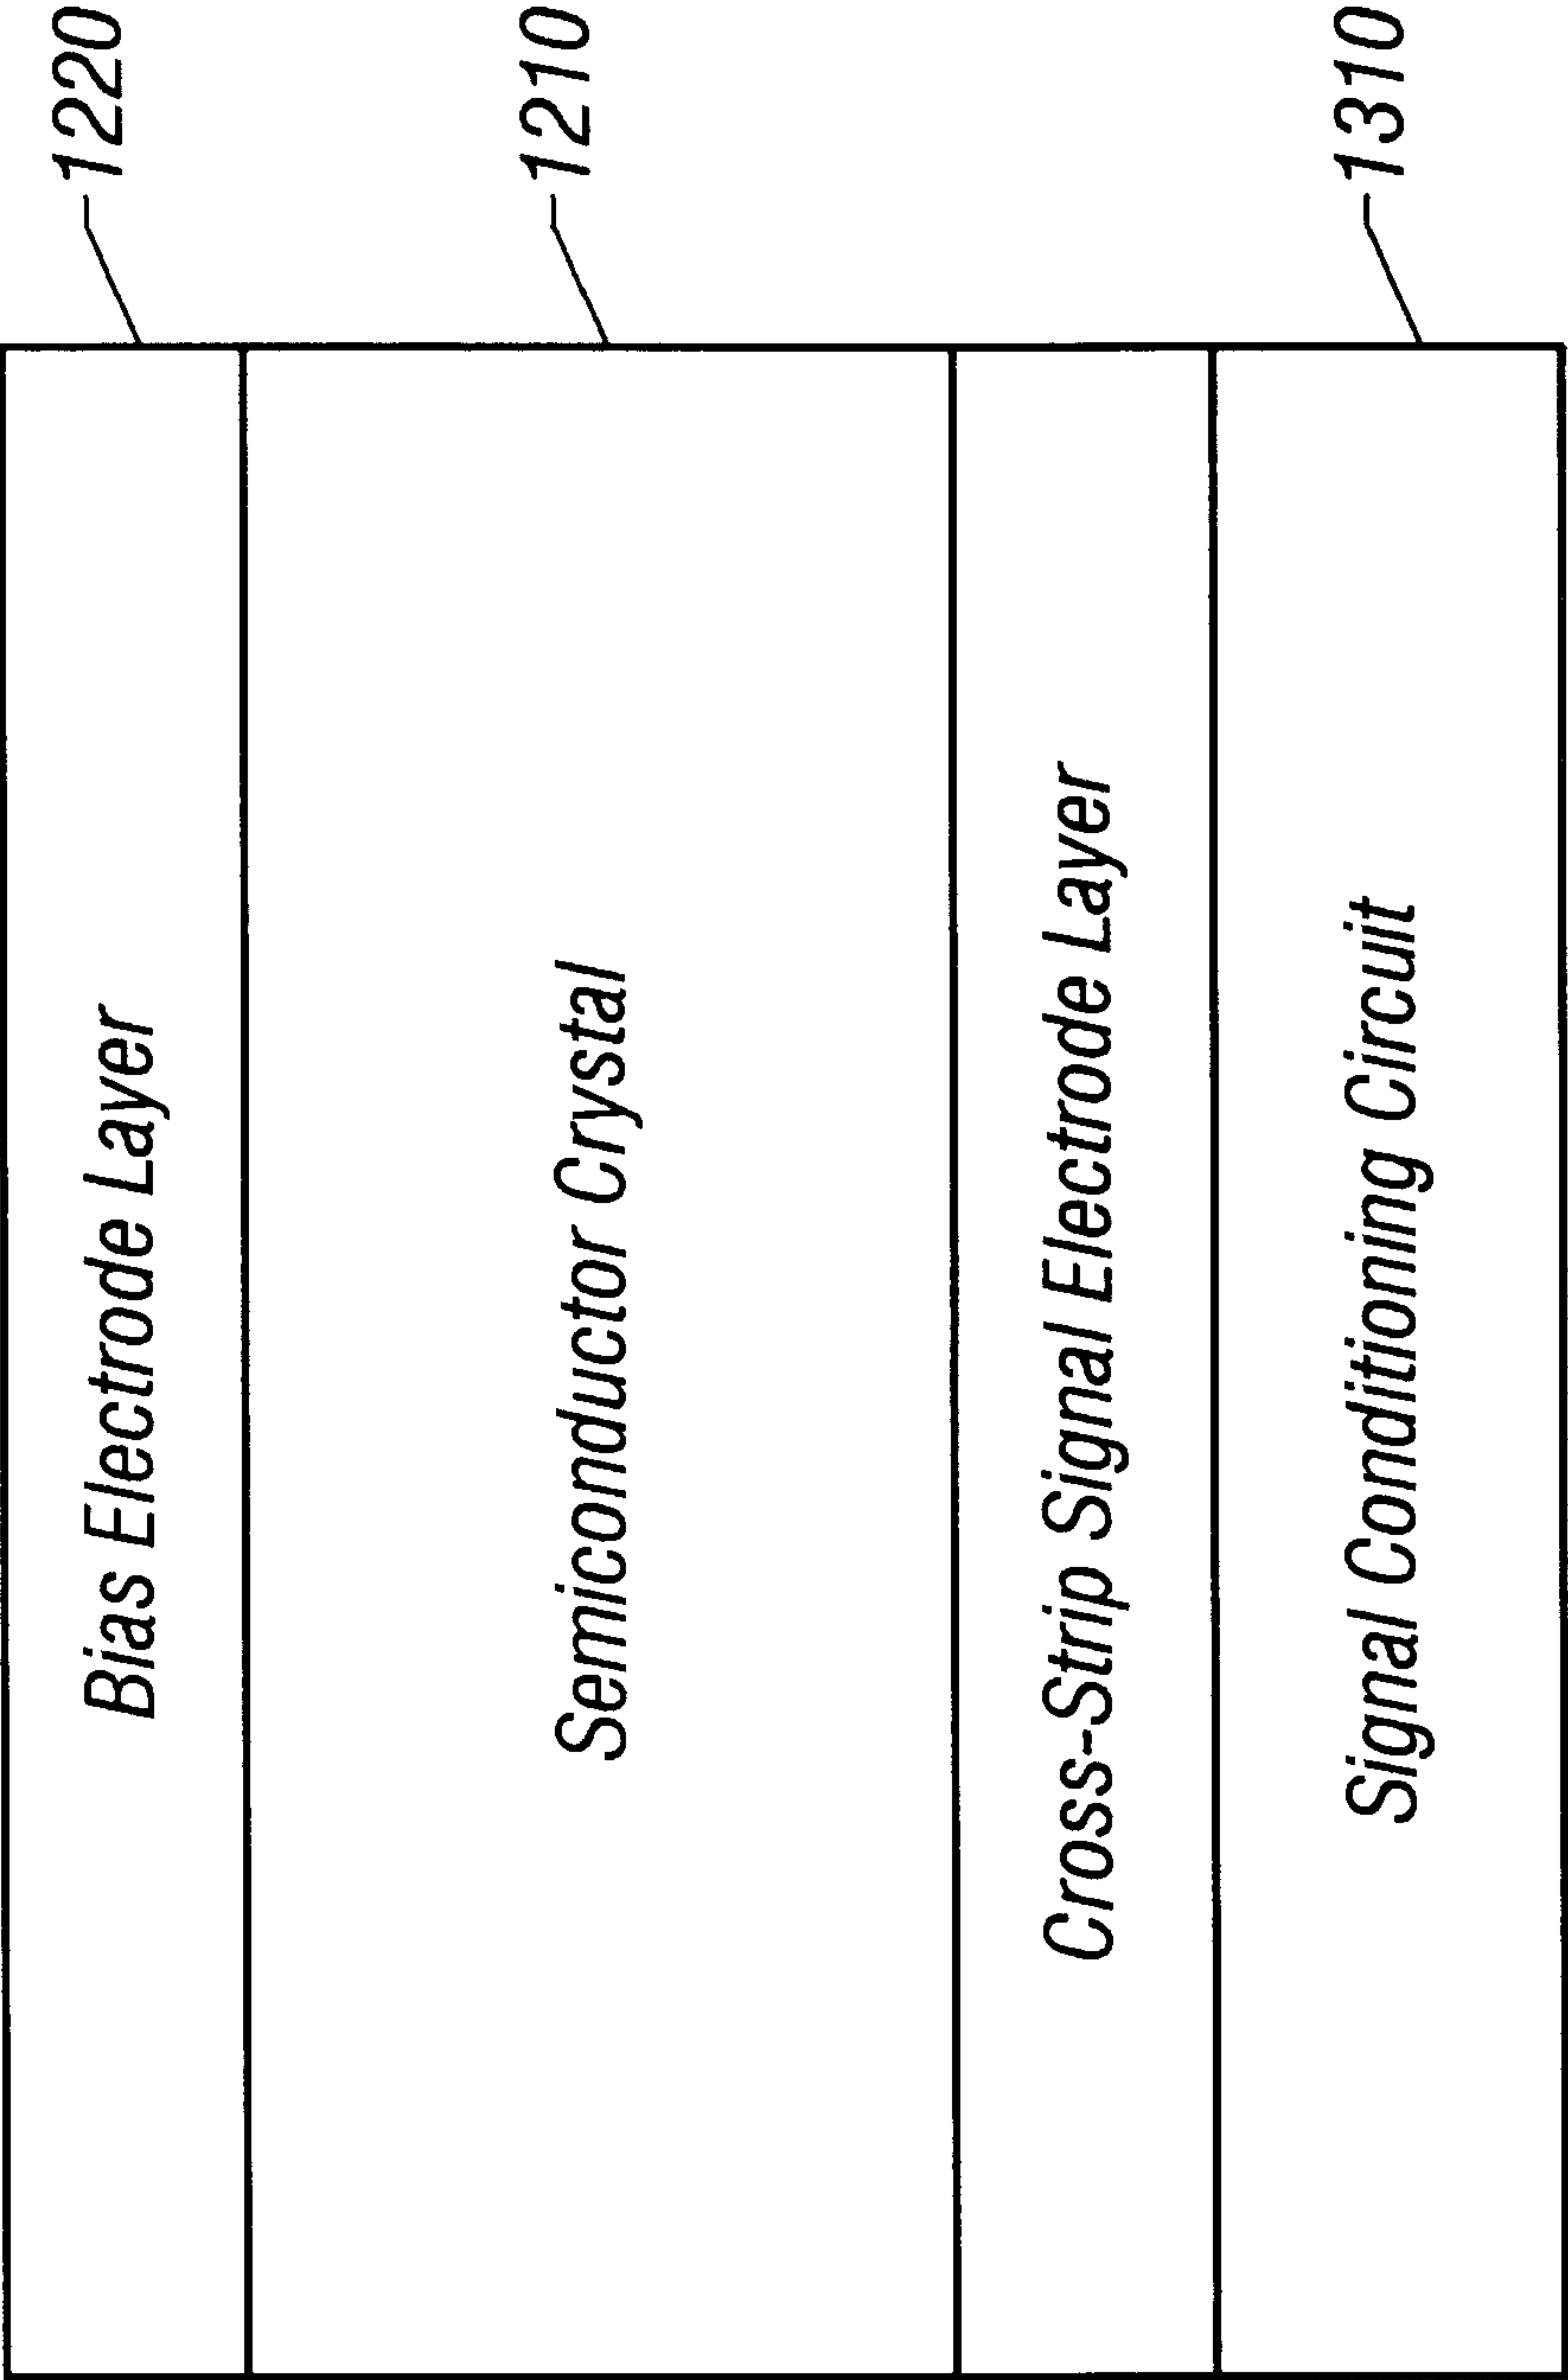 Bias Electrode Layer
1220
Semiconductor Crystal
1210
Cross-Strip Signal Electrode Layer
Signal Conditioning Circuit
1310